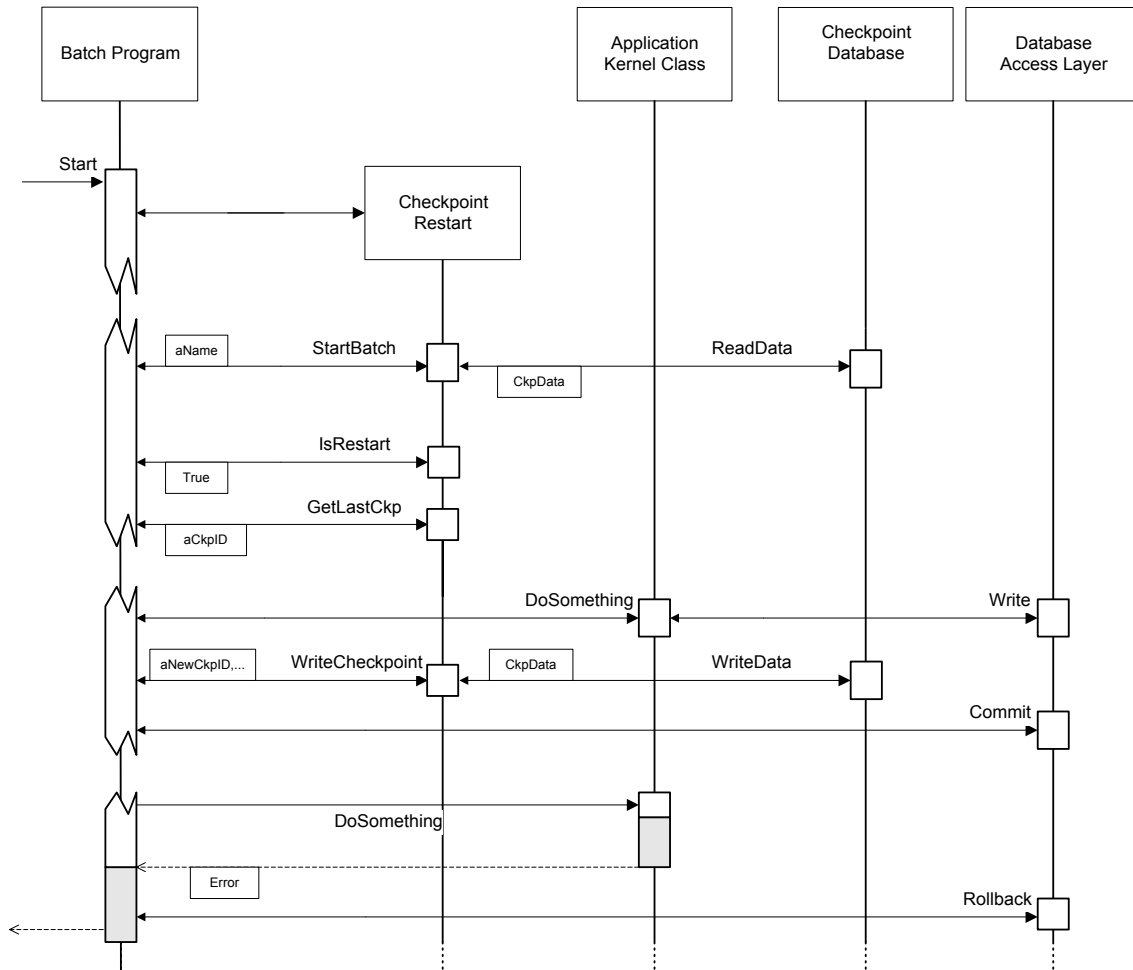 Batch Program
Application
Kernel Class
Checkpoint
Database
Database
Access Layer
Start
Checkpoint
Restart
aName
StartBatch
CkpData
ReadData
IsRestart
True
GetLastCkp
aCkpID
DoSomething
Write
aNewCkpID,...
WriteCheckpoint
CkpData
WriteData
Commit
DoSomething
Error
Rollback